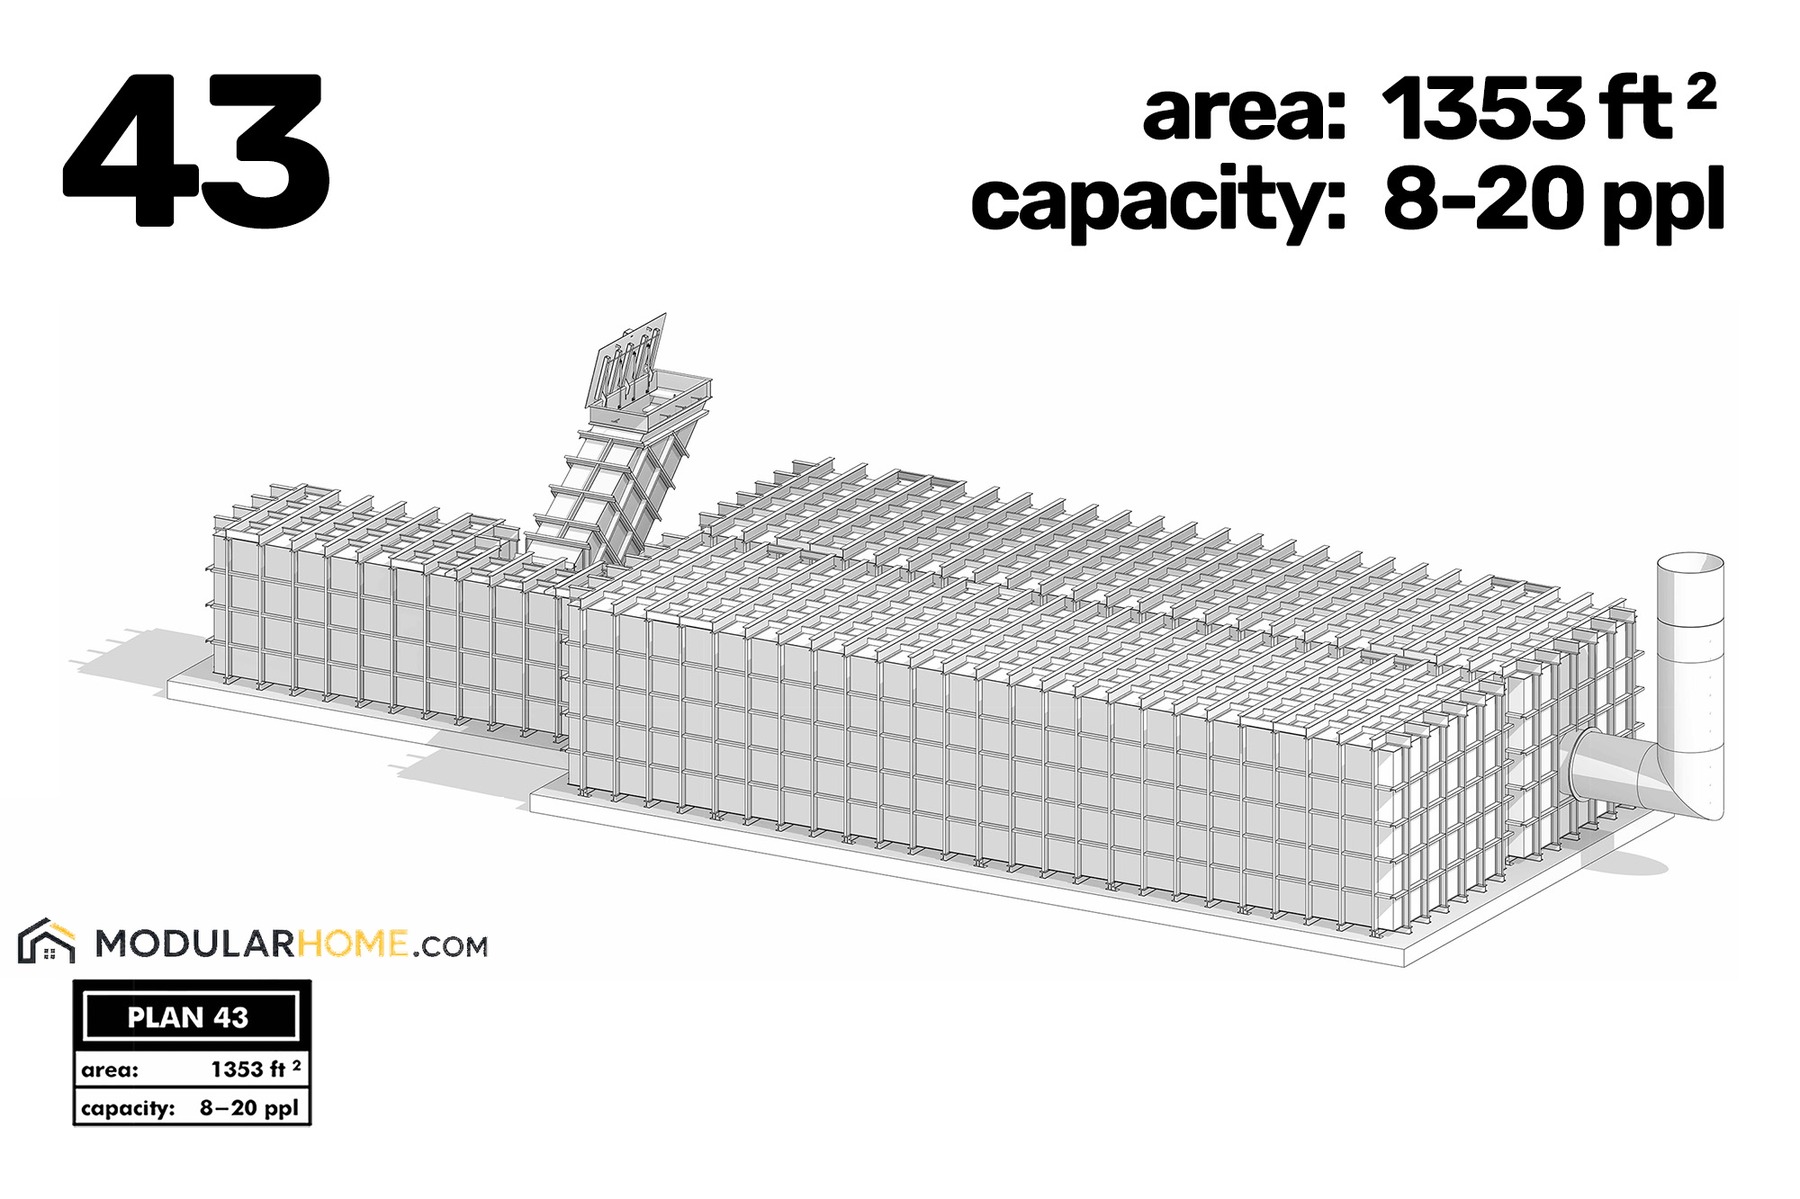 43
area: 1353 ft ²
capacity: 8-20 ppl
MODULARHOME.COM
PLAN 43
area: 1353 ft ²
capacity: 8–20 ppl